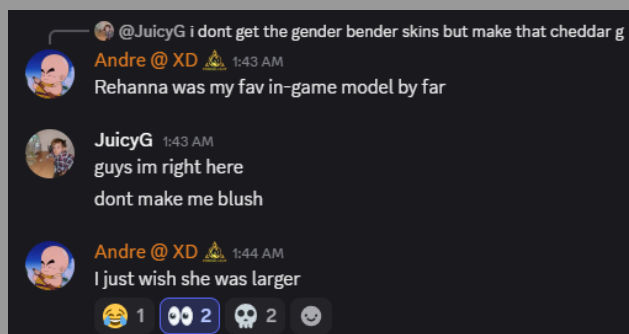 @JuicyG i dont get the gender bender skins but make that cheddar g
Andre @ XD 1:43 AM
Rehanna was my fav in-game model by far
JuicyG 1:43 AM
guys im right here
dont make me blush
Andre @ XD 1:44 AM
I just wish she was larger
1 2 2